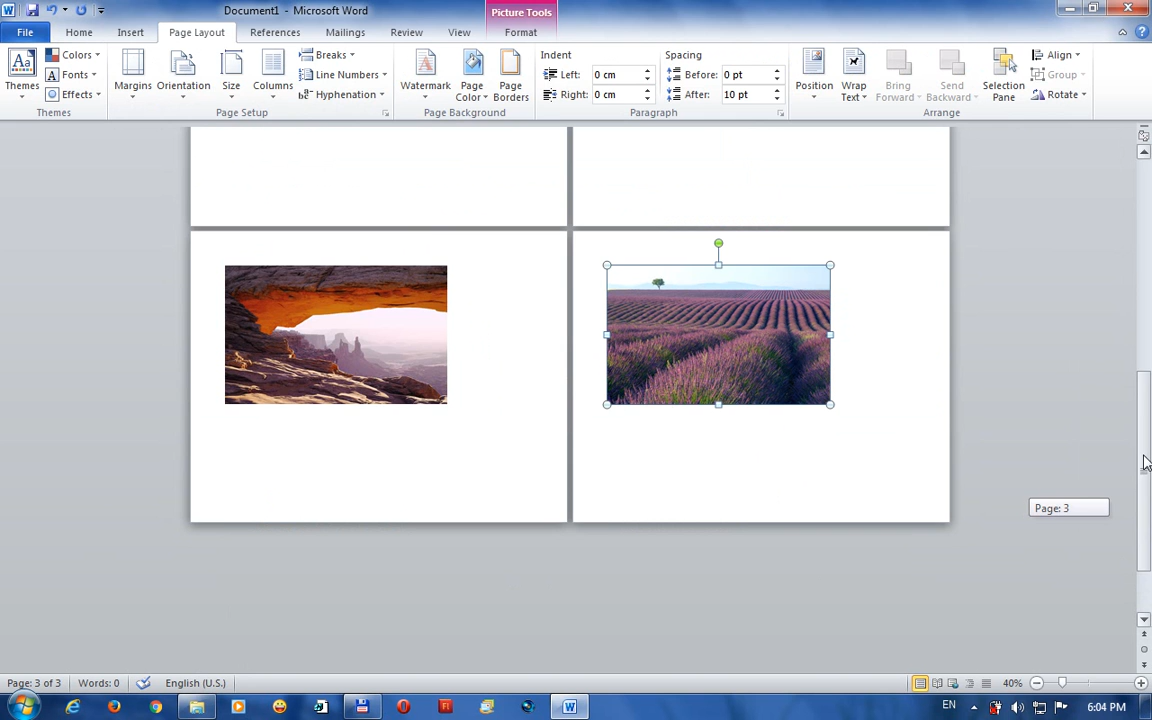 Document1 - Microsoft Word
Picture Tools
File Home Insert Page Layout References Mailings Review View Format
Themes
Colors
Fonts
Effects
Themes
Margins
Orientation
Size
Columns
Breaks
Line Numbers
Hyphenation
Page Setup
Watermark
Page Color
Page Borders
Page Background
Indent
Left: 0 cm
Right: 0 cm
Spacing
Before: 0 pt
After: 10 pt
Paragraph
Position
Wrap Text
Bring Forward
Send Backward
Selection Pane
Align
Group
Rotate
Arrange
Page: 3
Page: 3 of 3 Words: 0 English (U.S.) 40%
EN 6:04 PM